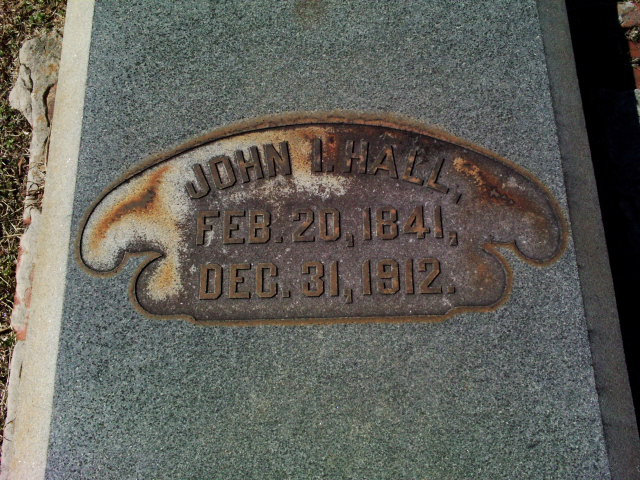 JOHN I. HALL,
FEB. 20, 1841,
DEC. 31, 1912.